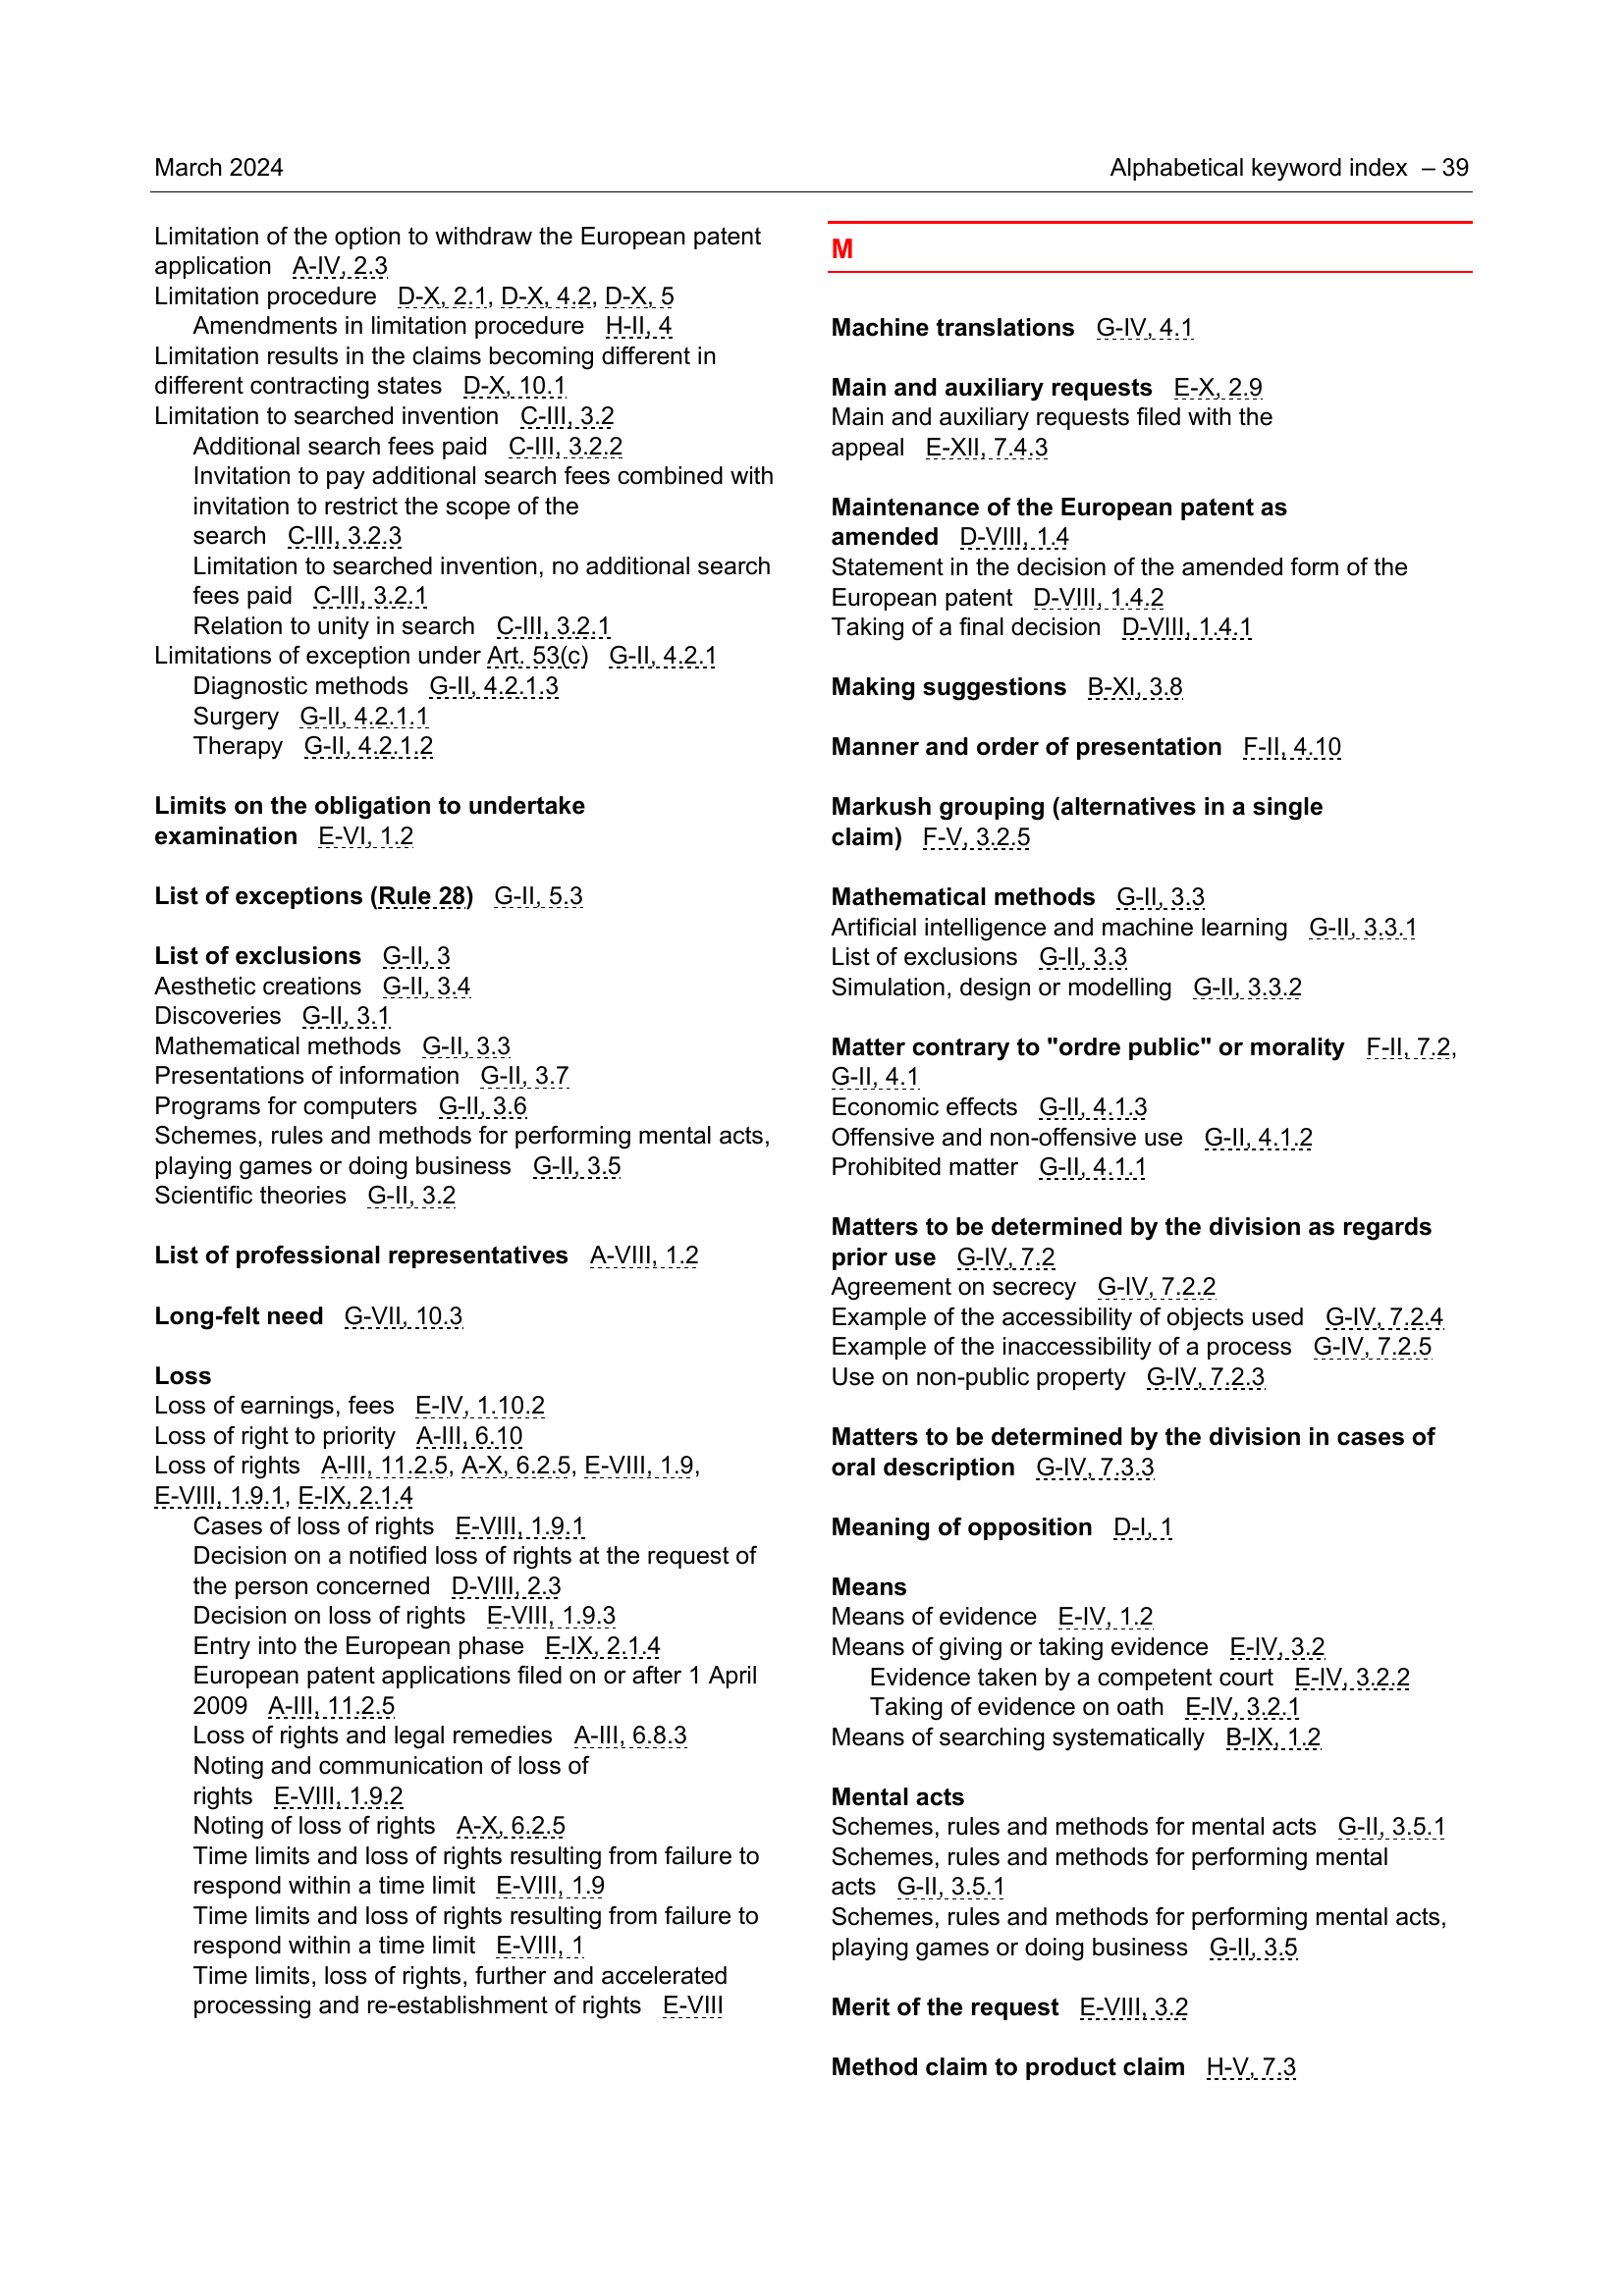 March 2024
Alphabetical keyword index – 39
Limitation of the option to withdraw the European patent
application A-IV, 2.3
Limitation procedure D-X, 2.1, D-X, 4.2, D-X, 5
Amendments in limitation procedure H-II, 4
Limitation results in the claims becoming different in
different contracting states D-X, 10.1
Limitation to searched invention C-III, 3.2
Additional search fees paid C-III, 3.2.2
Invitation to pay additional search fees combined with
invitation to restrict the scope of the
search C-III, 3.2.3
Limitation to searched invention, no additional search
fees paid C-III, 3.2.1
Relation to unity in search C-III, 3.2.1
Limitations of exception under Art. 53(c) G-II, 4.2.1
Diagnostic methods G-II, 4.2.1.3
Surgery G-II, 4.2.1.1
Therapy G-II, 4.2.1.2
Limits on the obligation to undertake
examination E-VI, 1.2
List of exceptions (Rule 28) G-II, 5.3
List of exclusions G-II, 3
Aesthetic creations G-II, 3.4
Discoveries G-II, 3.1
Mathematical methods G-II, 3.3
Presentations of information G-II, 3.7
Programs for computers G-II, 3.6
Schemes, rules and methods for performing mental acts,
playing games or doing business G-II, 3.5
Scientific theories G-II, 3.2
List of professional representatives A-VIII, 1.2
Long-felt need G-VII, 10.3
Loss
Loss of earnings, fees E-IV, 1.10.2
Loss of right to priority A-III, 6.10
Loss of rights A-III, 11.2.5, A-X, 6.2.5, E-VIII, 1.9,
E-VIII, 1.9.1, E-IX, 2.1.4
Cases of loss of rights E-VIII, 1.9.1
Decision on a notified loss of rights at the request of
the person concerned D-VIII, 2.3
Decision on loss of rights E-VIII, 1.9.3
Entry into the European phase E-IX, 2.1.4
European patent applications filed on or after 1 April
2009 A-III, 11.2.5
Loss of rights and legal remedies A-III, 6.8.3
Noting and communication of loss of
rights E-VIII, 1.9.2
Noting of loss of rights A-X, 6.2.5
Time limits and loss of rights resulting from failure to
respond within a time limit E-VIII, 1.9
Time limits and loss of rights resulting from failure to
respond within a time limit E-VIII, 1
Time limits, loss of rights, further and accelerated
processing and re-establishment of rights E-VIII
M
Machine translations G-IV, 4.1
Main and auxiliary requests E-X, 2.9
Main and auxiliary requests filed with the
appeal E-XII, 7.4.3
Maintenance of the European patent as
amended D-VIII, 1.4
Statement in the decision of the amended form of the
European patent D-VIII, 1.4.2
Taking of a final decision D-VIII, 1.4.1
Making suggestions B-XI, 3.8
Manner and order of presentation F-II, 4.10
Markush grouping (alternatives in a single
claim) F-V, 3.2.5
Mathematical methods G-II, 3.3
Artificial intelligence and machine learning G-II, 3.3.1
List of exclusions G-II, 3.3
Simulation, design or modelling G-II, 3.3.2
Matter contrary to "ordre public" or morality F-II, 7.2,
G-II, 4.1
Economic effects G-II, 4.1.3
Offensive and non-offensive use G-II, 4.1.2
Prohibited matter G-II, 4.1.1
Matters to be determined by the division as regards
prior use G-IV, 7.2
Agreement on secrecy G-IV, 7.2.2
Example of the accessibility of objects used G-IV, 7.2.4
Example of the inaccessibility of a process G-IV, 7.2.5
Use on non-public property G-IV, 7.2.3
Matters to be determined by the division in cases of
oral description G-IV, 7.3.3
Meaning of opposition D-I, 1
Means
Means of evidence E-IV, 1.2
Means of giving or taking evidence E-IV, 3.2
Evidence taken by a competent court E-IV, 3.2.2
Taking of evidence on oath E-IV, 3.2.1
Means of searching systematically B-IX, 1.2
Mental acts
Schemes, rules and methods for mental acts G-II, 3.5.1
Schemes, rules and methods for performing mental
acts G-II, 3.5.1
Schemes, rules and methods for performing mental acts,
playing games or doing business G-II, 3.5
Merit of the request E-VIII, 3.2
Method claim to product claim H-V, 7.3